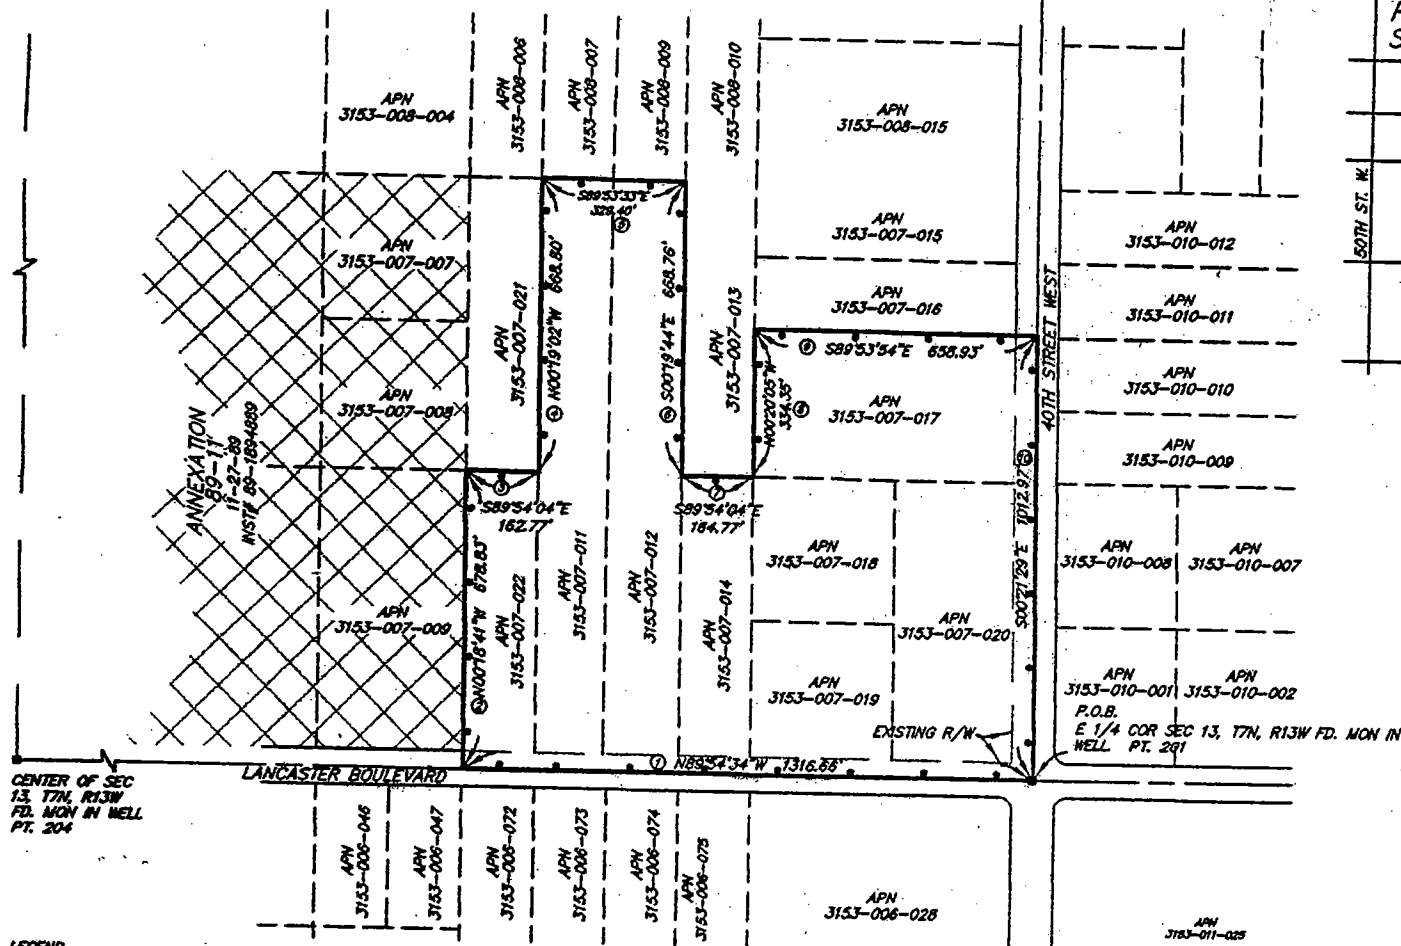 APN
3153-008-004
APN
3153-008-006
APN
3153-008-007
APN
3153-008-009
APN
3153-008-010
APN
3153-008-015
50TH ST. W.
S89°53'33"E
329.40'
5
APN
3153-007-007
APN
3153-007-015
APN
3153-010-012
APN
3153-007-021
4 N00°19'02"W 668.80'
6 S00°19'44"E 668.76'
APN
3153-007-013
APN
3153-007-016
APN
3153-010-011
40TH STREET WEST
9 S89°53'54"E 658.93'
APN
3153-010-010
N00°20'05"W
334.35'
8
APN
3153-007-008
APN
3153-007-017
APN
3153-010-009
ANNEXATION
89-11
11-27-89
INST# 89-1894889
3
S89°54'04"E
162.77'
7
S89°54'04"E
164.77'
S00°21'29"E 1012.97' 10
APN
3153-007-018
APN
3153-010-008
APN
3153-010-007
2 N00°18'41"W 678.83'
APN
3153-007-022
APN
3153-007-011
APN
3153-007-012
APN
3153-007-014
APN
3153-007-009
APN
3153-007-020
APN
3153-007-019
APN
3153-010-001
APN
3153-010-002
P.O.B.
E 1/4 COR SEC 13, T7N, R13W FD. MON IN
WELL PT. 201
EXISTING R/W
1 N89°54'34"W 1316.66'
LANCASTER BOULEVARD
CENTER OF SEC
13, T7N, R13W
FD. MON IN WELL
PT. 204
APN
3153-006-046
APN
3153-006-047
APN
3153-006-072
APN
3153-006-073
APN
3153-006-074
APN
3153-006-075
APN
3153-006-028
APN
3153-011-025
LEGEND